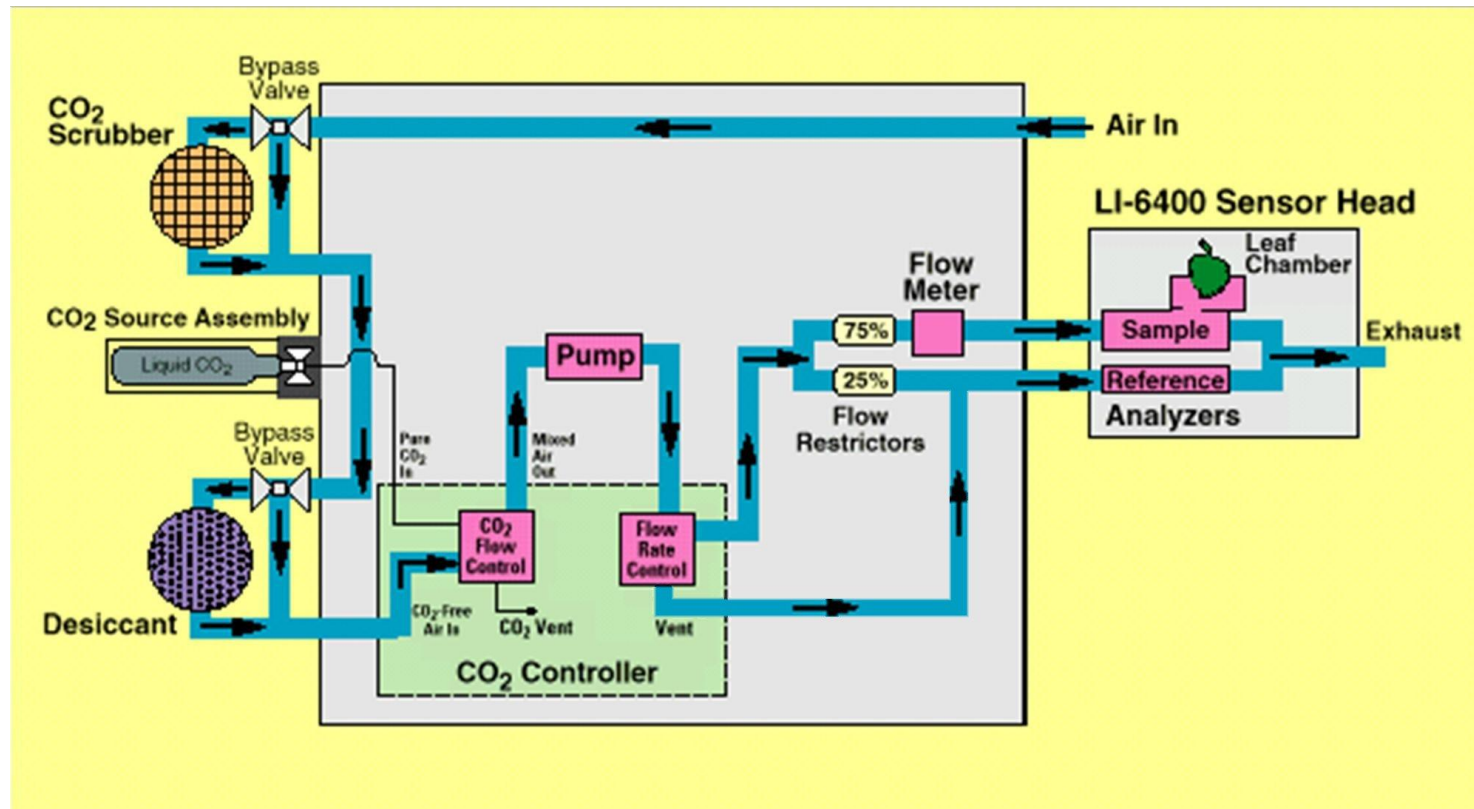 Bypass
Valve
CO2
Scrubber
Air In
LI-6400 Sensor Head
Leaf
Chamber
Flow
Meter
CO2 Source Assembly
Liquid CO2
Pump
75%
Sample
Exhaust
25%
Reference
Flow
Restrictors
Analyzers
Bypass
Valve
Pure
CO2
In
Mixed
Air
Out
CO2
Flow
Control
Flow
Rate
Control
Desiccant
CO2-Free
Air In
CO2 Vent
Vent
CO2 Controller